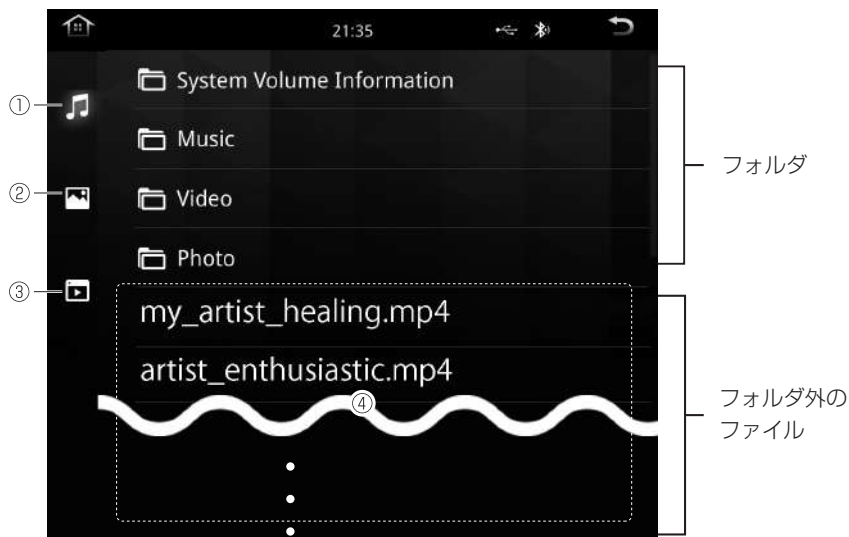 21:35
① System Volume Information
Music
フォルダ
② Video
Photo
③
my_artist_healing.mp4
artist_enthusiastic.mp4
④
フォルダ外の
ファイル